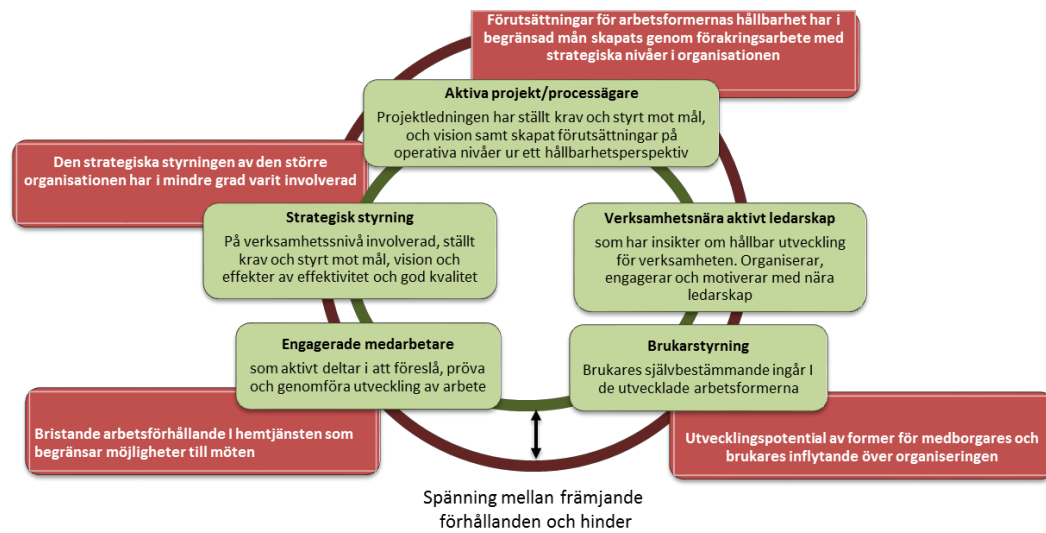 Förutsättningar för arbetsformernas hållbarhet har i
begränsad mån skapats genom förakringsarbete med
strategiska nivåer i organisationen
Aktiva projekt/processägare
Projektledningen har ställt krav och styrt mot mål,
och vision samt skapat förutsättningar på
operativa nivåer ur ett hållbarhetsperspektiv
Den strategiska styrningen av den större
organisationen har i mindre grad varit involverad
Strategisk styrning
På verksamhetssnivå involverad, ställt
krav och styrt mot mål, vision och
effekter av effektivitet och god kvalitet
Verksamhetsnära aktivt ledarskap
som har insikter om hållbar utveckling
för verksamheten. Organiserar,
engagerar och motiverar med nära
ledarskap
Engagerade medarbetare
som aktivt deltar i att föreslå, pröva
och genomföra utveckling av arbete
Brukarstyrning
Brukares självbestämmande ingår I
de utvecklade arbetsformerna
Bristande arbetsförhållande I hemtjänsten som
begränsar möjligheter till möten
Utvecklingspotential av former för medborgares och
brukares inflytande över organiseringen
Spänning mellan främjande
förhållanden och hinder